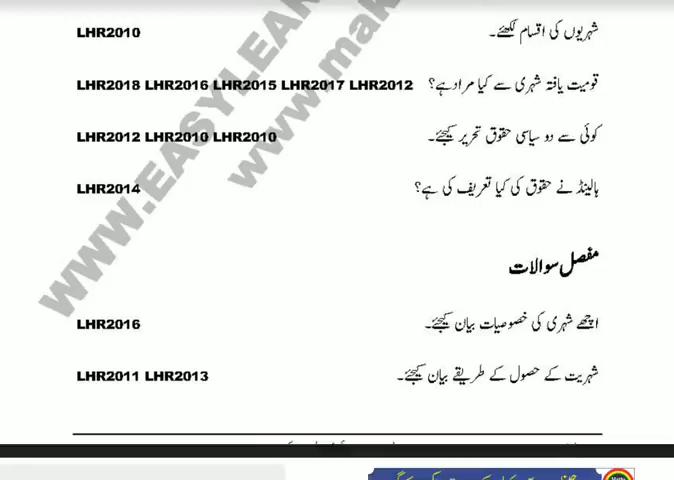 شہریوں کی اقسام لکھئے۔ LHR2010
قومیت یافتہ شہری سے کیا مراد ہے؟ LHR2018 LHR2016 LHR2015 LHR2017 LHR2012
کوئی سے دو سیاسی حقوق تحریر کیجئے۔ LHR2012 LHR2010 LHR2010
ہالینڈ نے حقوق کی کیا تعریف کی ہے؟ LHR2014
مفصل سوالات
اچھے شہری کی خصوصیات بیان کیجئے۔ LHR2016
شہریت کے حصول کے طریقے بیان کیجئے۔ LHR2011 LHR2013